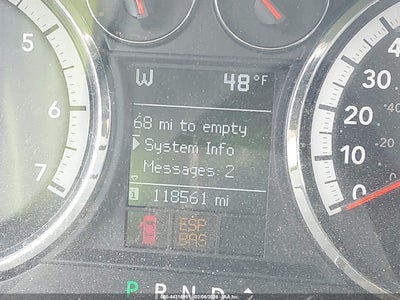 W 48°F
68 mi to empty
System Info
Messages: 2
118561 mi
ESP
BAS
P R N D
5
6
7
40
30
20
10
0